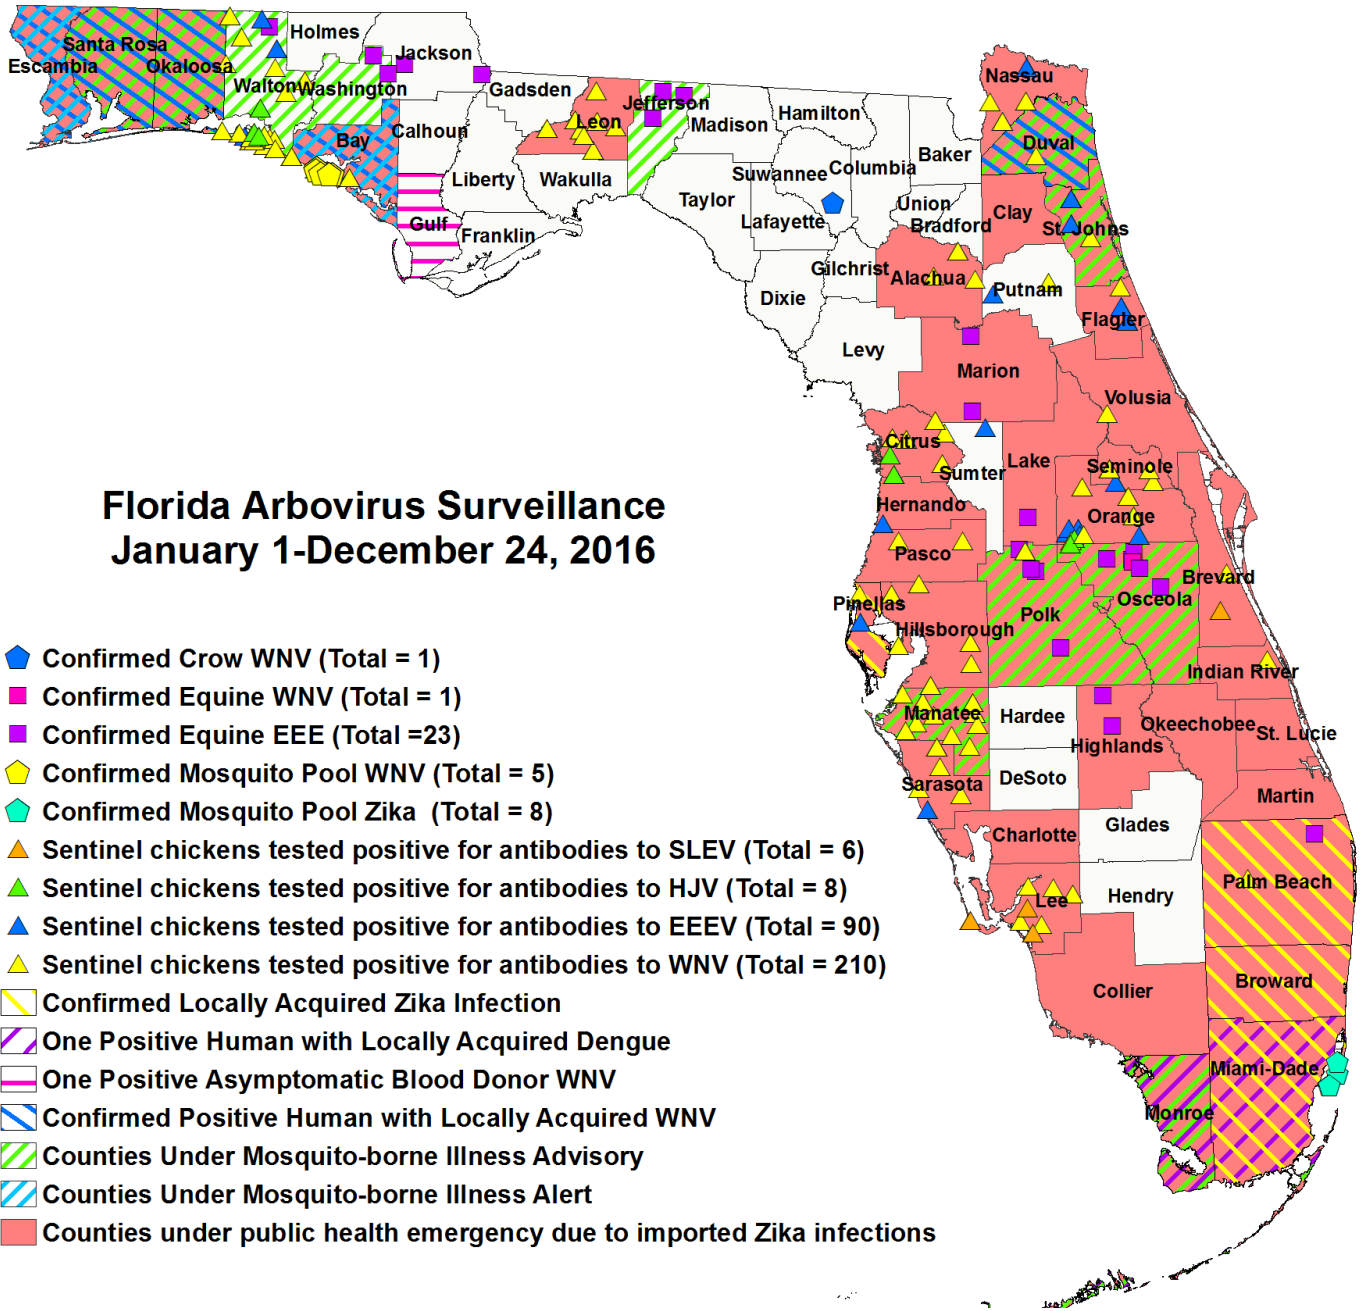 Holmes
Jackson
Santa Rosa
Escambia
Okaloosa
Walton
Washington
Gadsden
Leon
Jefferson
Madison
Hamilton
Nassau
Calhoun
Bay
Liberty
Wakulla
Taylor
Suwannee
Columbia
Baker
Duval
Gulf
Franklin
Lafayette
Union
Bradford
Clay
St. Johns
Dixie
Gilchrist
Alachua
Putnam
Flagler
Levy
Marion
Volusia
Citrus
Sumter
Lake
Seminole
Hernando
Orange
Pasco
Florida Arbovirus Surveillance
January 1-December 24, 2016
Pinellas
Hillsborough
Polk
Osceola
Brevard
Indian River
Manatee
Hardee
Highlands
Okeechobee
St. Lucie
Sarasota
DeSoto
Martin
Charlotte
Glades
Lee
Hendry
Palm Beach
Collier
Broward
Miami-Dade
Monroe
Confirmed Crow WNV (Total = 1)
Confirmed Equine WNV (Total = 1)
Confirmed Equine EEE (Total =23)
Confirmed Mosquito Pool WNV (Total = 5)
Confirmed Mosquito Pool Zika (Total = 8)
Sentinel chickens tested positive for antibodies to SLEV (Total = 6)
Sentinel chickens tested positive for antibodies to HJV (Total = 8)
Sentinel chickens tested positive for antibodies to EEEV (Total = 90)
Sentinel chickens tested positive for antibodies to WNV (Total = 210)
Confirmed Locally Acquired Zika Infection
One Positive Human with Locally Acquired Dengue
One Positive Asymptomatic Blood Donor WNV
Confirmed Positive Human with Locally Acquired WNV
Counties Under Mosquito-borne Illness Advisory
Counties Under Mosquito-borne Illness Alert
Counties under public health emergency due to imported Zika infections